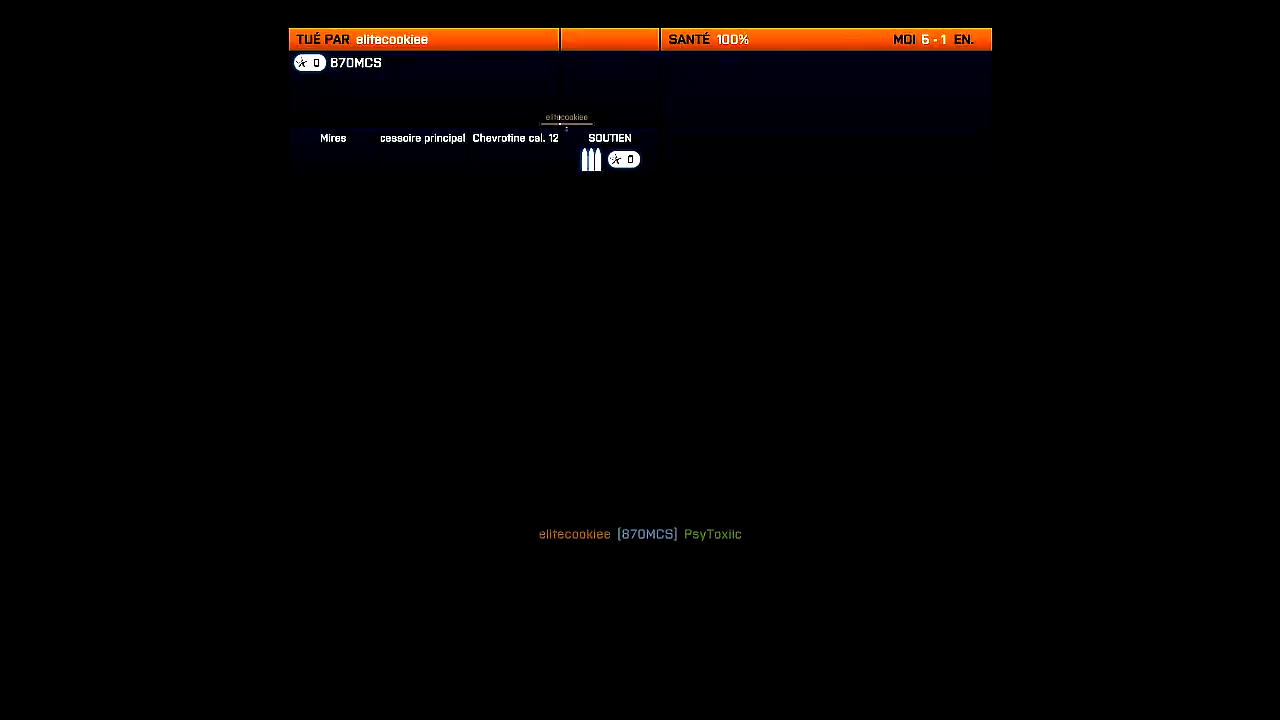 TUÉ PAR elitecookiee SANTÉ 100% MOI 5 - 1 EN.
0 870MCS
elitecookiee
Mires cessoire principal Chevrotine cal. 12 SOUTIEN
0
elitecookiee [870MCS] PsyToxiic